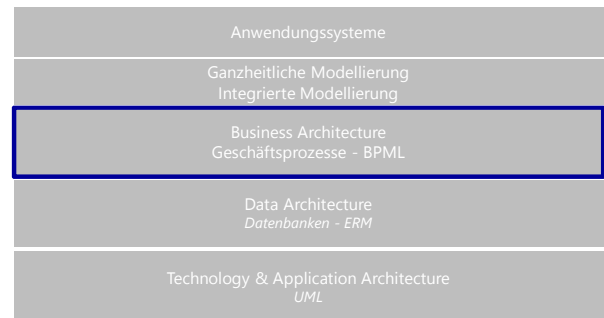 Anwendungssysteme
Ganzheitliche Modellierung
Integrierte Modellierung
Business Architecture
Geschäftsprozesse - BPML
Data Architecture
Datenbanken - ERM
Technology & Application Architecture
UML